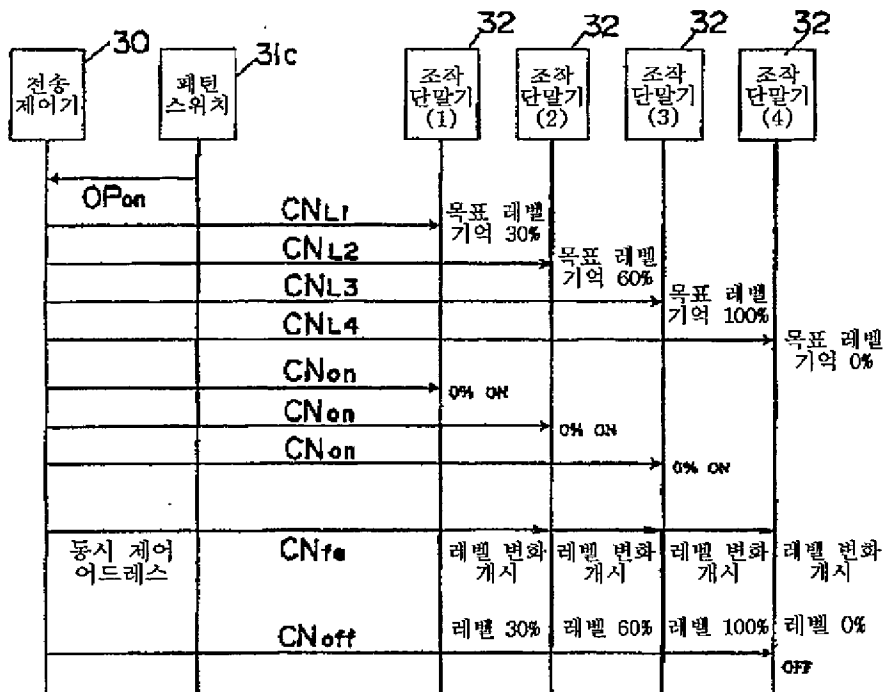 30
31c
32
32
32
32
전송
제어기
패턴
스위치
조작
단말기
(1)
조작
단말기
(2)
조작
단말기
(3)
조작
단말기
(4)
OPon
CNL1
목표 레벨
기억 30%
CNL2
목표 레벨
기억 60%
CNL3
목표 레벨
기억 100%
CNL4
목표 레벨
기억 0%
CNon
0% ON
CNon
0% ON
CNon
0% ON
동시 제어
어드레스
CNfe
레벨 변화
개시
레벨 변화
개시
레벨 변화
개시
레벨 변화
개시
CNoff
레벨 30%
레벨 60%
레벨 100%
레벨 0%
OFF